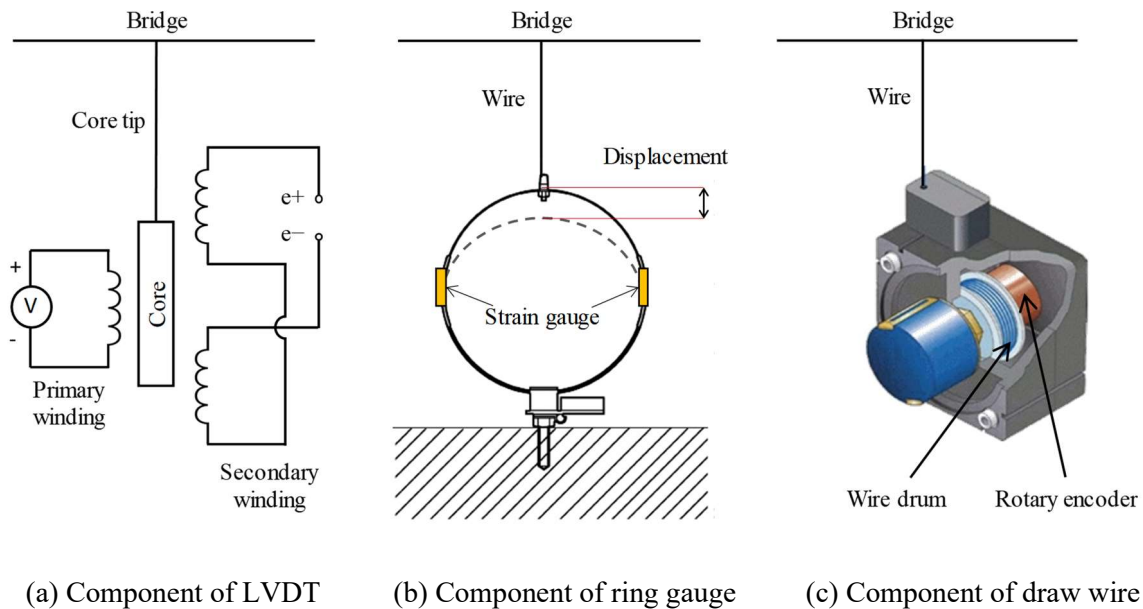 Bridge
Core tip
e+
e−
+
V
-
Core
Primary
winding
Secondary
winding
(a) Component of LVDT
Bridge
Wire
Displacement
Strain gauge
(b) Component of ring gauge
Bridge
Wire
Wire drum
Rotary encoder
(c) Component of draw wire